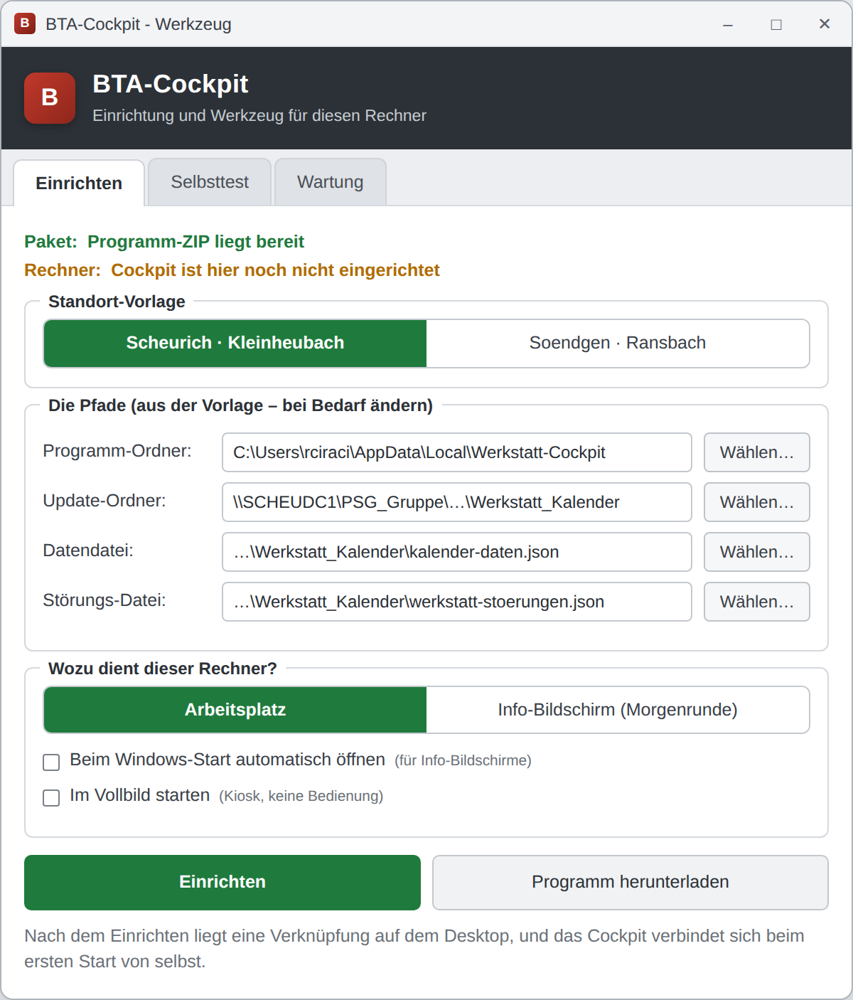 B BTA-Cockpit - Werkzeug
B
BTA-Cockpit
Einrichtung und Werkzeug für diesen Rechner
Einrichten Selbsttest Wartung
Paket: Programm-ZIP liegt bereit
Rechner: Cockpit ist hier noch nicht eingerichtet
Standort-Vorlage
Scheurich · Kleinheubach Soendgen · Ransbach
Die Pfade (aus der Vorlage – bei Bedarf ändern)
Programm-Ordner: C:\Users\rciraci\AppData\Local\Werkstatt-Cockpit Wählen…
Update-Ordner: \\SCHEUDC1\PSG_Gruppe\…\Werkstatt_Kalender Wählen…
Datendatei: …\Werkstatt_Kalender\kalender-daten.json Wählen…
Störungs-Datei: …\Werkstatt_Kalender\werkstatt-stoerungen.json Wählen…
Wozu dient dieser Rechner?
Arbeitsplatz Info-Bildschirm (Morgenrunde)
Beim Windows-Start automatisch öffnen (für Info-Bildschirme)
Im Vollbild starten (Kiosk, keine Bedienung)
Einrichten Programm herunterladen
Nach dem Einrichten liegt eine Verknüpfung auf dem Desktop, und das Cockpit verbindet sich beim
ersten Start von selbst.